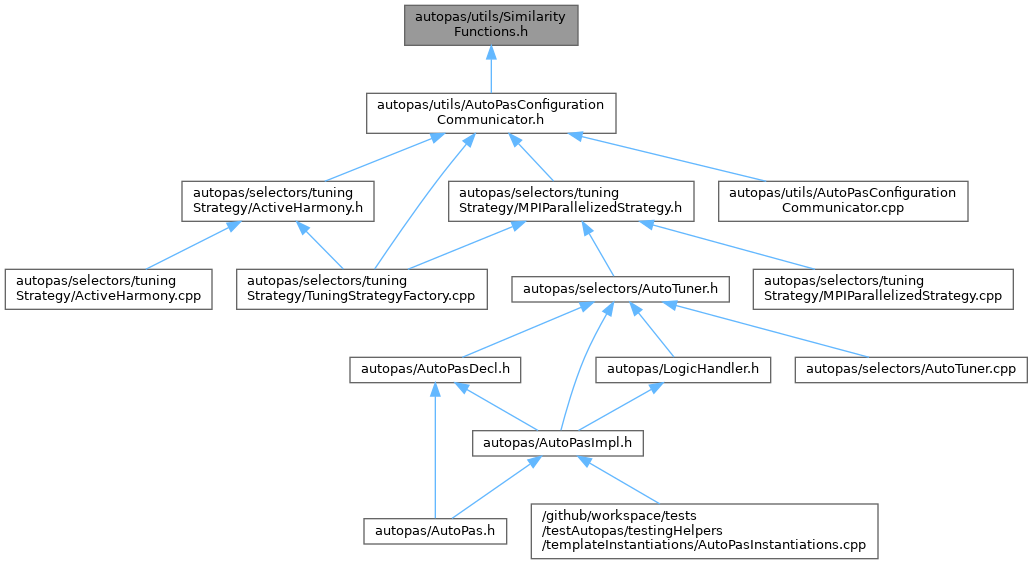 autopas/utils/Similarity
Functions.h
autopas/utils/AutoPasConfiguration
Communicator.h
autopas/selectors/tuning
Strategy/ActiveHarmony.h
autopas/selectors/tuning
Strategy/MPIParallelizedStrategy.h
autopas/utils/AutoPasConfiguration
Communicator.cpp
autopas/selectors/tuning
Strategy/ActiveHarmony.cpp
autopas/selectors/tuning
Strategy/TuningStrategyFactory.cpp
autopas/selectors/AutoTuner.h
autopas/selectors/tuning
Strategy/MPIParallelizedStrategy.cpp
autopas/AutoPasDecl.h
autopas/LogicHandler.h
autopas/selectors/AutoTuner.cpp
autopas/AutoPasImpl.h
autopas/AutoPas.h
/github/workspace/tests
/testAutopas/testingHelpers
/templateInstantiations/AutoPasInstantiations.cpp